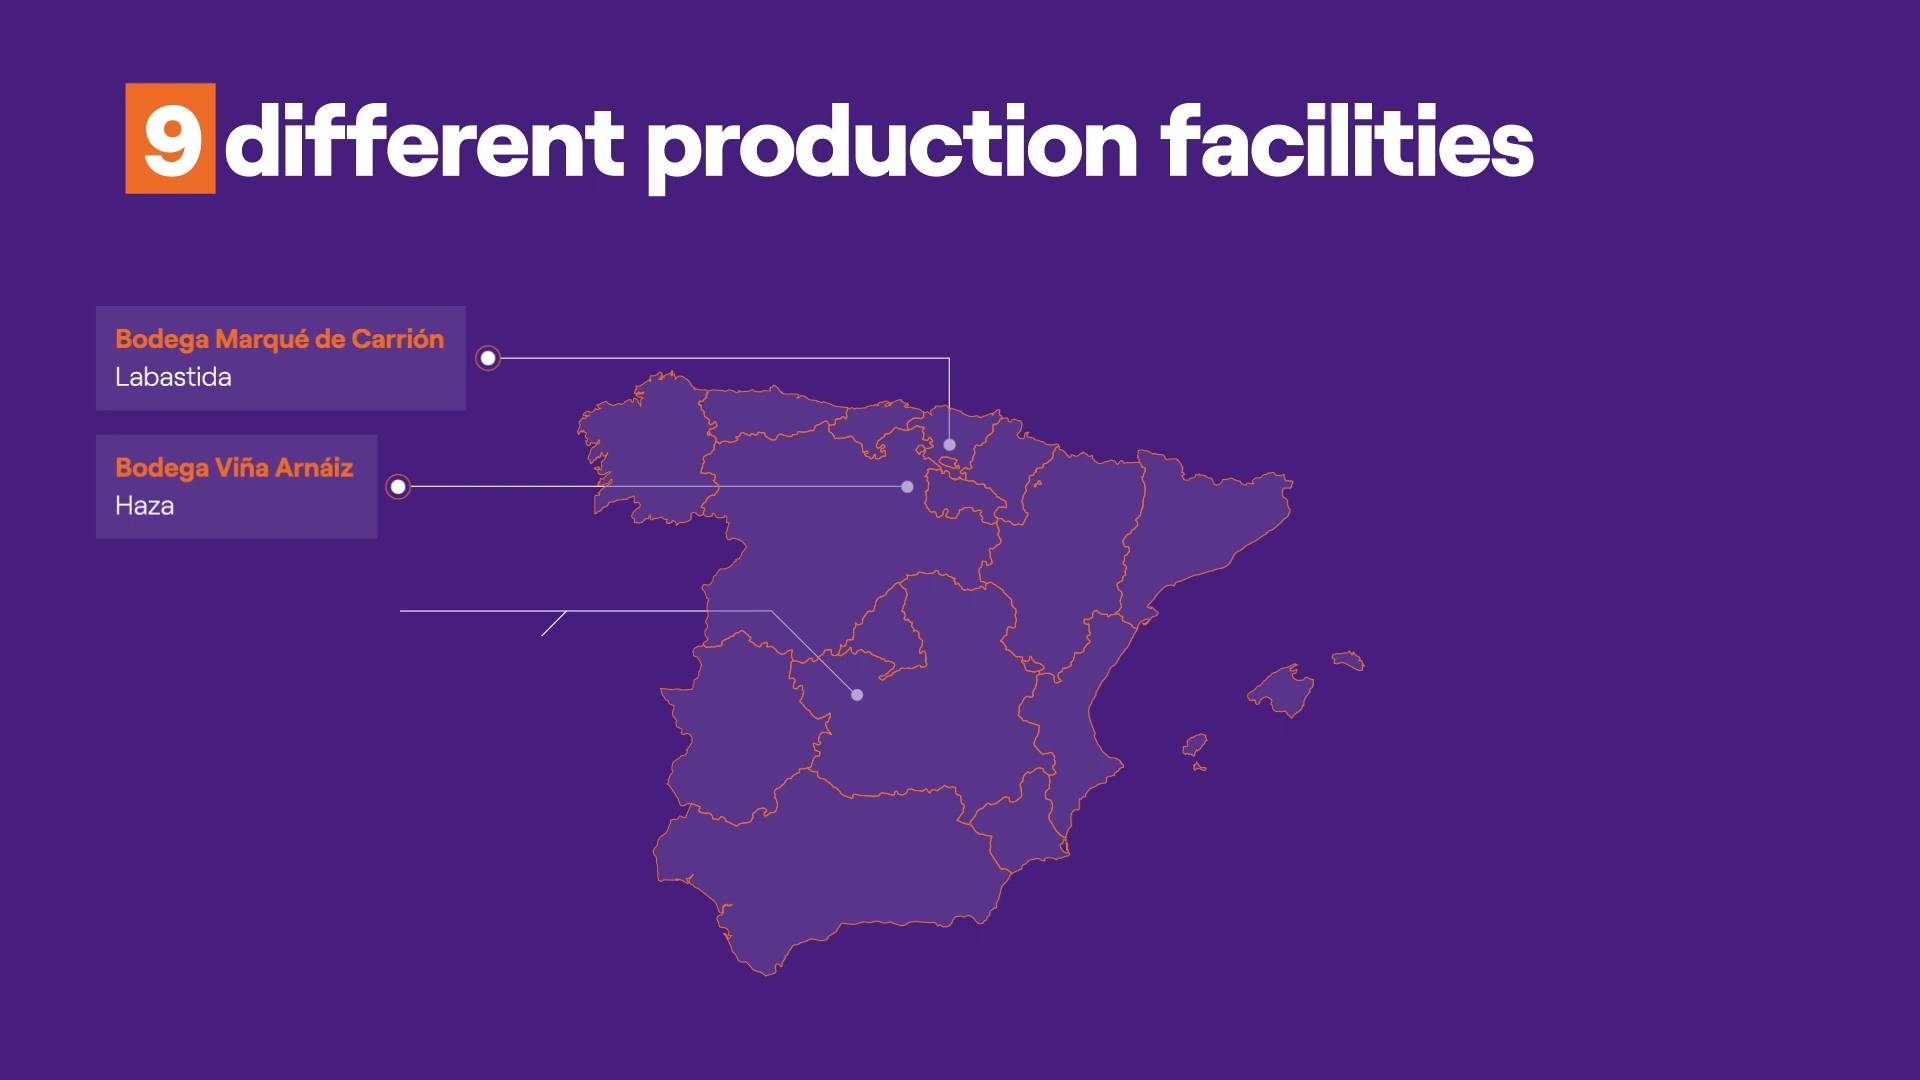 9 different production facilities
Bodega Marqué de Carrión
Labastida
Bodega Viña Arnáiz
Haza